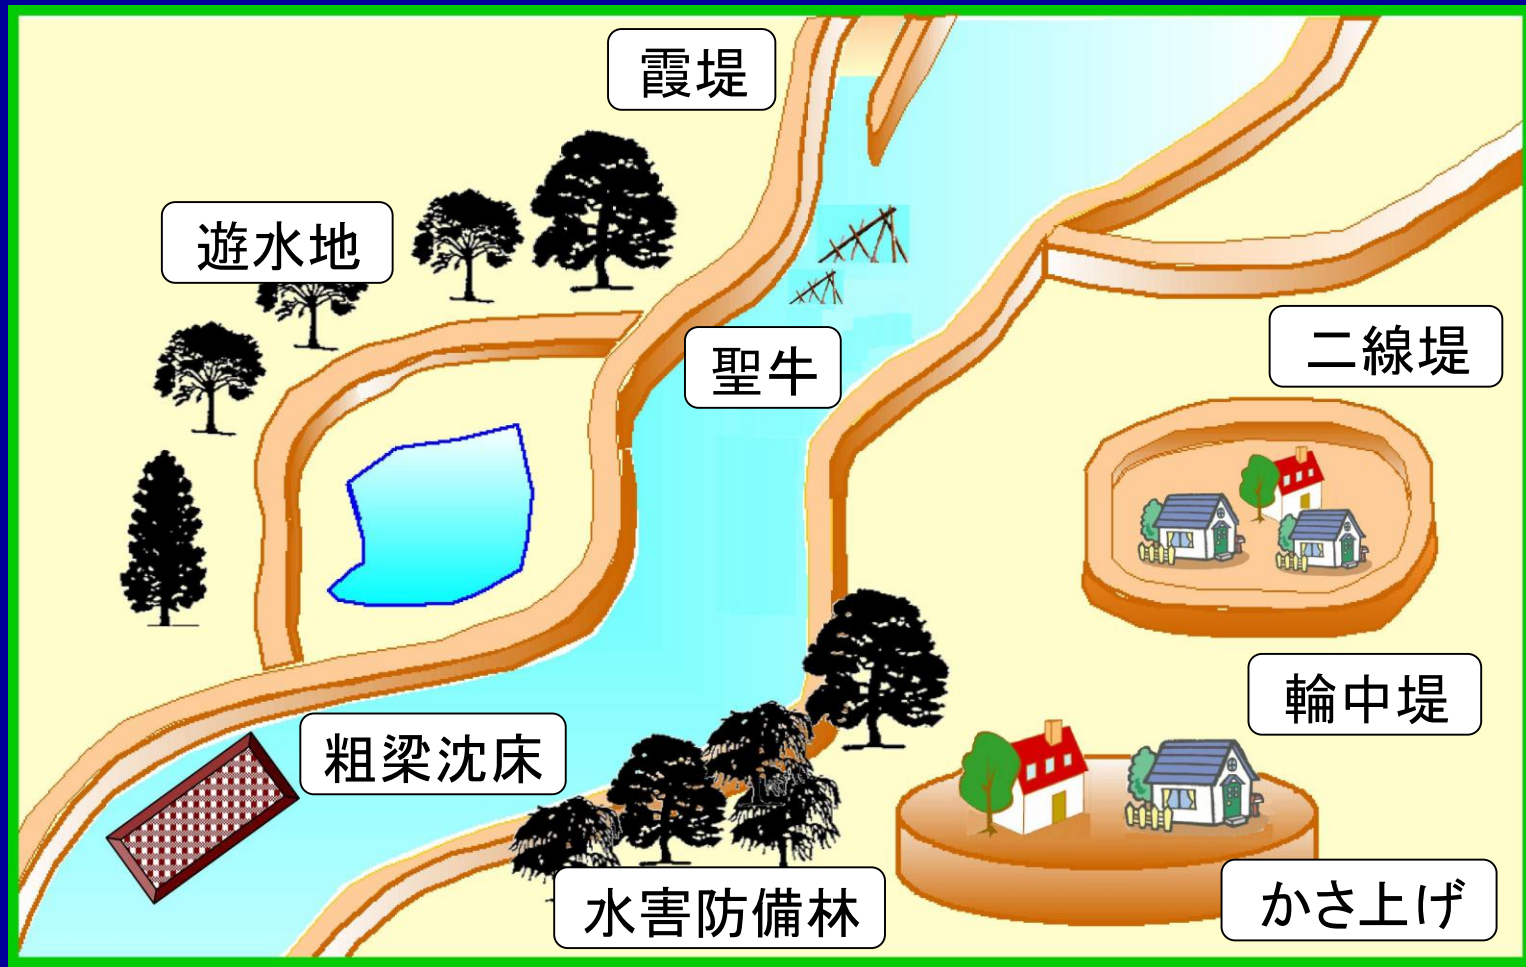 霞堤
遊水地
聖牛
二線堤
輪中堤
粗梁沈床
水害防備林
かさ上げ